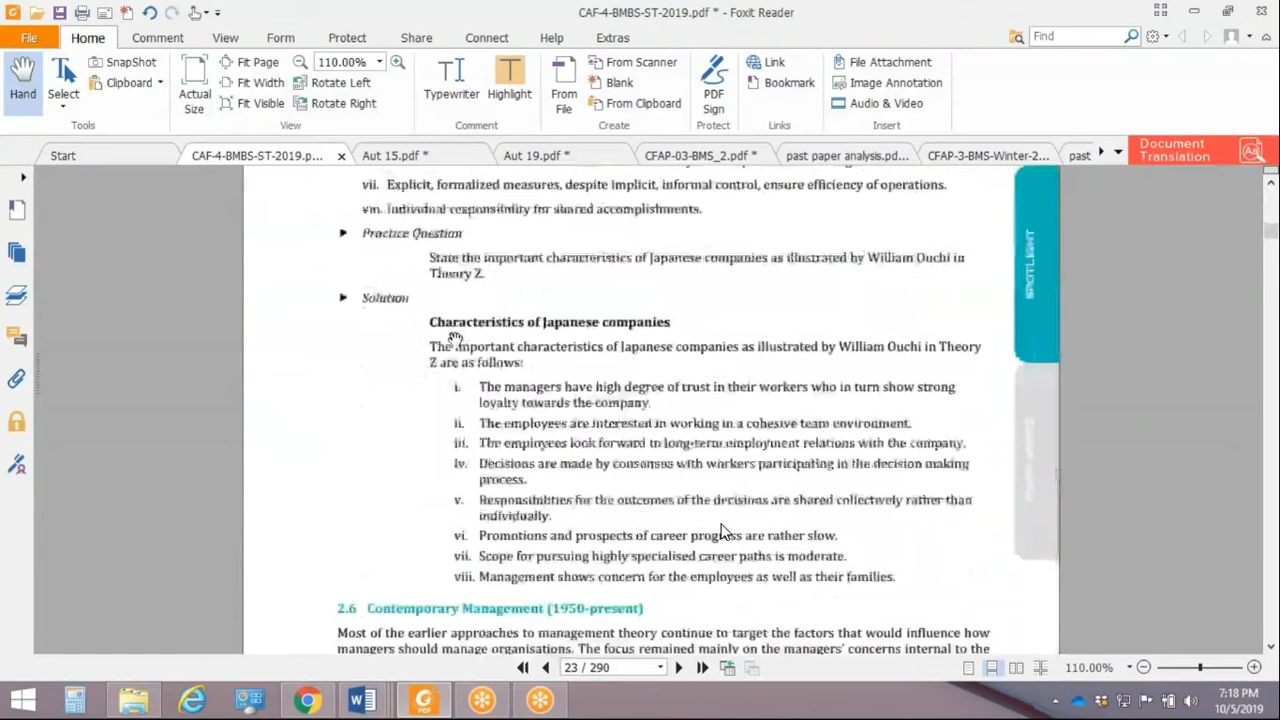 CAF-4-BMBS-ST-2019.pdf * - Foxit Reader
File Home Comment View Form Protect Share Connect Help Extras Find
Hand
Select
SnapShot
Clipboard
Tools
Actual Size
Fit Page
Fit Width
Fit Visible
110.00%
Rotate Left
Rotate Right
View
Typewriter
Highlight
Comment
From File
From Scanner
Blank
From Clipboard
Create
PDF Sign
Protect
Link
Bookmark
Links
File Attachment
Image Annotation
Audio & Video
Insert
Start CAF-4-BMBS-ST-2019.p... Aut 15.pdf * Aut 19.pdf * CFAP-03-BMS_2.pdf * past paper analysis.pd... CFAP-3-BMS-Winter-2... past
Document Translation
vii. Explicit, formalized measures, despite implicit, informal control, ensure efficiency of operations.
viii. Individual responsibility for shared accomplishments.
Practice Question
State the important characteristics of Japanese companies as illustrated by William Ouchi in
Theory Z.
Solution
Characteristics of Japanese companies
The important characteristics of Japanese companies as illustrated by William Ouchi in Theory
Z are as follows:
i. The managers have high degree of trust in their workers who in turn show strong
loyalty towards the company.
ii. The employees are interested in working in a cohesive team environment.
iii. The employees look forward to long-term employment relations with the company.
iv. Decisions are made by consensus with workers participating in the decision making
process.
v. Responsibilities for the outcomes of the decisions are shared collectively rather than
individually.
vi. Promotions and prospects of career progress are rather slow.
vii. Scope for pursuing highly specialised career paths is moderate.
viii. Management shows concern for the employees as well as their families.
2.6 Contemporary Management (1950-present)
Most of the earlier approaches to management theory continue to target the factors that would influence how
managers should manage organisations. The focus remained mainly on the managers' concerns internal to the
SPOTLIGHT
23 / 290
110.00%
7:18 PM
10/5/2019